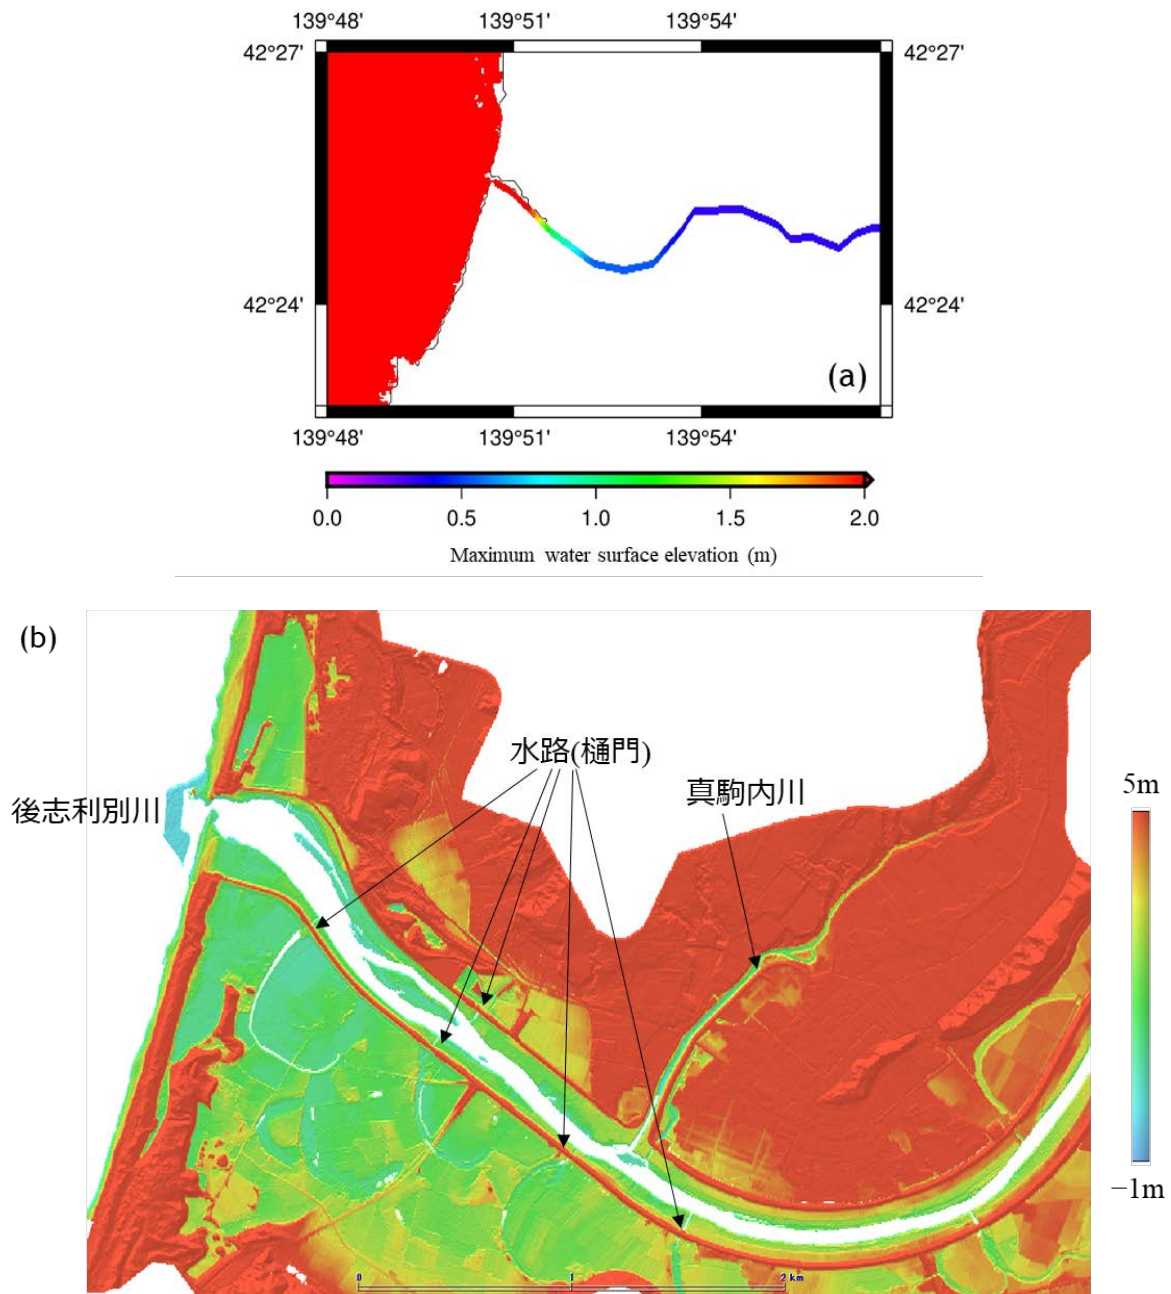 139°48' 139°51' 139°54'
42°27' 42°27'
42°24' 42°24'
(a)
139°48' 139°51' 139°54'
0.0 0.5 1.0 1.5 2.0
Maximum water surface elevation (m)
(b)
水路(樋門)
真駒内川
後志利別川
5m
−1m
0 1 2 km